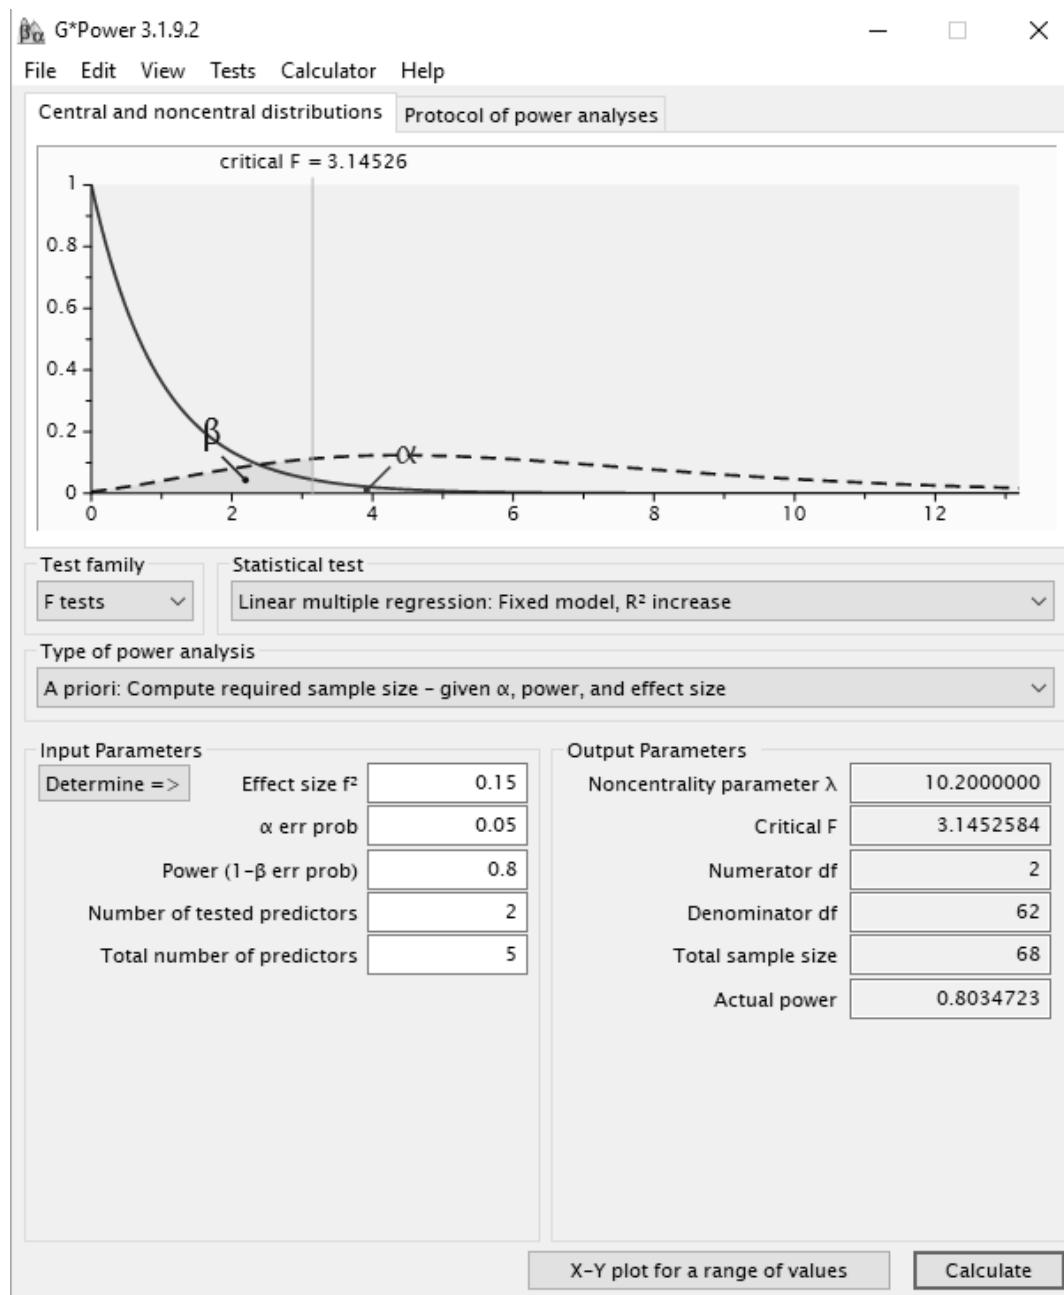 G*Power 3.1.9.2
File Edit View Tests Calculator Help
Central and noncentral distributions Protocol of power analyses
critical F = 3.14526
1
0.8
0.6
0.4
0.2
0
β
α
0 2 4 6 8 10 12
Test family Statistical test
F tests Linear multiple regression: Fixed model, R² increase
Type of power analysis
A priori: Compute required sample size – given α, power, and effect size
Input Parameters
Determine => Effect size f² 0.15
α err prob 0.05
Power (1–β err prob) 0.8
Number of tested predictors 2
Total number of predictors 5
Output Parameters
Noncentrality parameter λ 10.2000000
Critical F 3.1452584
Numerator df 2
Denominator df 62
Total sample size 68
Actual power 0.8034723
X–Y plot for a range of values Calculate